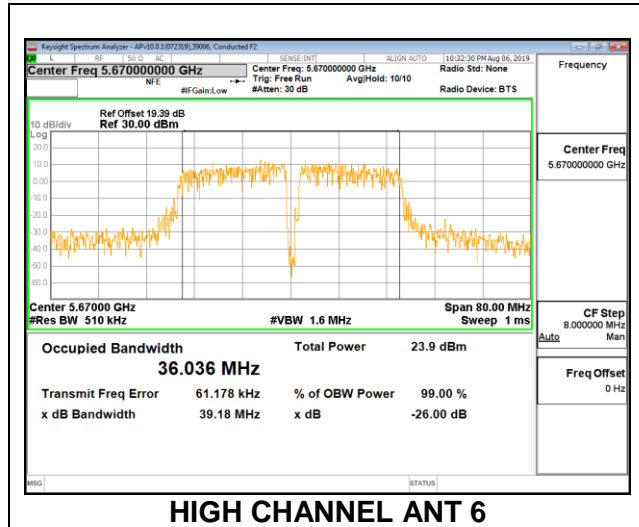 Keysight Spectrum Analyzer - APv10.0.1(072319),39006, Conducted F2
L RF 50 Ω AC SENSE:INT ALIGN AUTO 10:32:30 PM Aug 06, 2019
Center Freq 5.670000000 GHz Center Freq: 5.670000000 GHz Radio Std: None Frequency
NFE Trig: Free Run Avg|Hold: 10/10
#IFGain:Low #Atten: 30 dB Radio Device: BTS
Ref Offset 19.39 dB
10 dB/div Ref 30.00 dBm
Log
20.0
10.0
0.00
-10.0
-20.0
-30.0
-40.0
-50.0
-60.0
Center Freq
5.670000000 GHz
Center 5.67000 GHz Span 80.00 MHz
#Res BW 510 kHz #VBW 1.6 MHz Sweep 1 ms
CF Step
8.000000 MHz
Auto Man
Occupied Bandwidth Total Power 23.9 dBm
36.036 MHz
Freq Offset
0 Hz
Transmit Freq Error 61.178 kHz % of OBW Power 99.00 %
x dB Bandwidth 39.18 MHz x dB -26.00 dB
MSG STATUS
HIGH CHANNEL ANT 6